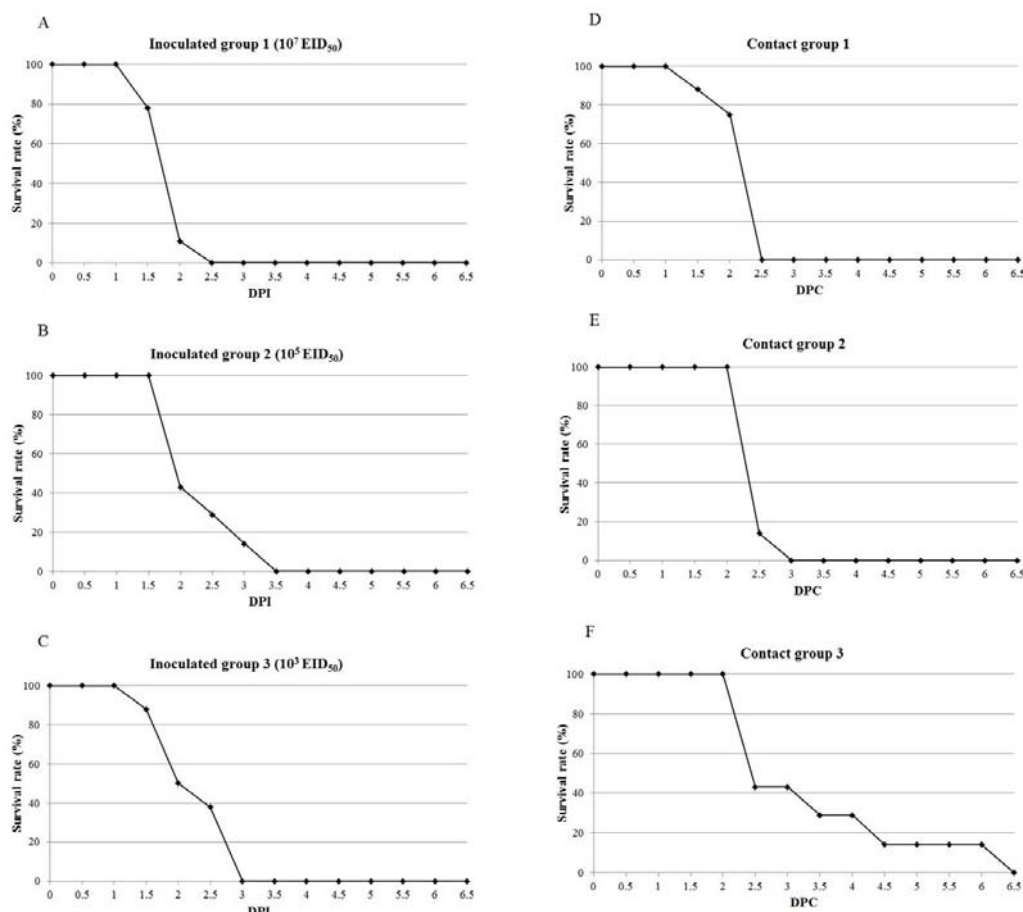 A
Inoculated group 1 (10⁷ EID₅₀)
Survival rate (%)
100
80
60
40
20
0
0 0.5 1 1.5 2 2.5 3 3.5 4 4.5 5 5.5 6 6.5
DPI
B
Inoculated group 2 (10⁵ EID₅₀)
Survival rate (%)
100
80
60
40
20
0
0 0.5 1 1.5 2 2.5 3 3.5 4 4.5 5 5.5 6 6.5
DPI
C
Inoculated group 3 (10³ EID₅₀)
Survival rate (%)
100
80
60
40
20
0
0 0.5 1 1.5 2 2.5 3 3.5 4 4.5 5 5.5 6 6.5
DPI
D
Contact group 1
Survival rate (%)
100
80
60
40
20
0
0 0.5 1 1.5 2 2.5 3 3.5 4 4.5 5 5.5 6 6.5
DPC
E
Contact group 2
Survival rate (%)
100
80
60
40
20
0
0 0.5 1 1.5 2 2.5 3 3.5 4 4.5 5 5.5 6 6.5
DPC
F
Contact group 3
Survival rate (%)
100
80
60
40
20
0
0 0.5 1 1.5 2 2.5 3 3.5 4 4.5 5 5.5 6 6.5
DPC